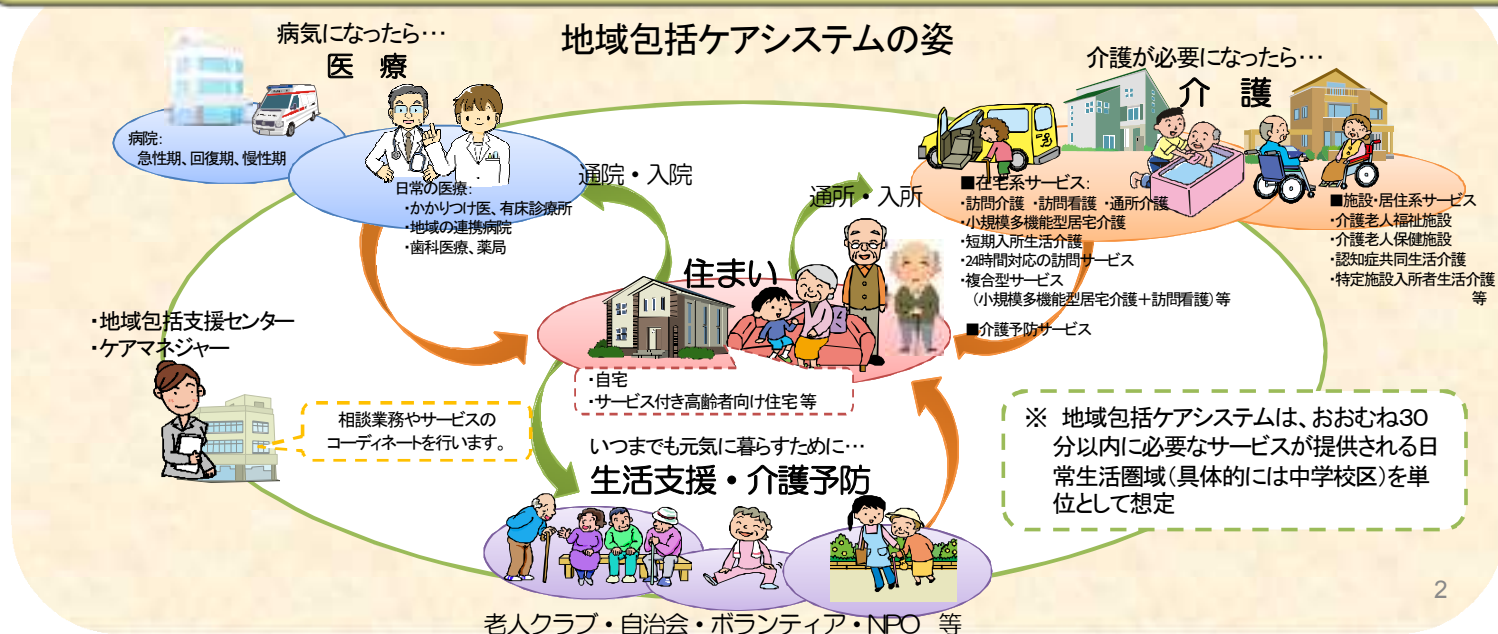 地域包括ケアシステムの姿
病気になったら…
医 療
病院:
急性期、回復期、慢性期
日常の医療:
・かかりつけ医、有床診療所
・地域の連携病院
・歯科医療、薬局
通院・入院
通所・入所
介護が必要になったら…
介 護
■在宅系サービス:
・訪問介護 ・訪問看護 ・通所介護
・小規模多機能型居宅介護
・短期入所生活介護
・24時間対応の訪問サービス
・複合型サービス
（小規模多機能型居宅介護＋訪問看護）等
■介護予防サービス
■施設・居住系サービス
・介護老人福祉施設
・介護老人保健施設
・認知症共同生活介護
・特定施設入所者生活介護
等
住まい
・自宅
・サービス付き高齢者向け住宅 等
・地域包括支援センター
・ケアマネジャー
相談業務やサービスの
コーディネートを行います。
いつまでも元気に暮らすために…
生活支援・介護予防
老人クラブ・自治会・ボランティア・NPO 等
※ 地域包括ケアシステムは、おおむね30
分以内に必要なサービスが提供される日
常生活圏域（具体的には中学校区）を単
位として想定
2